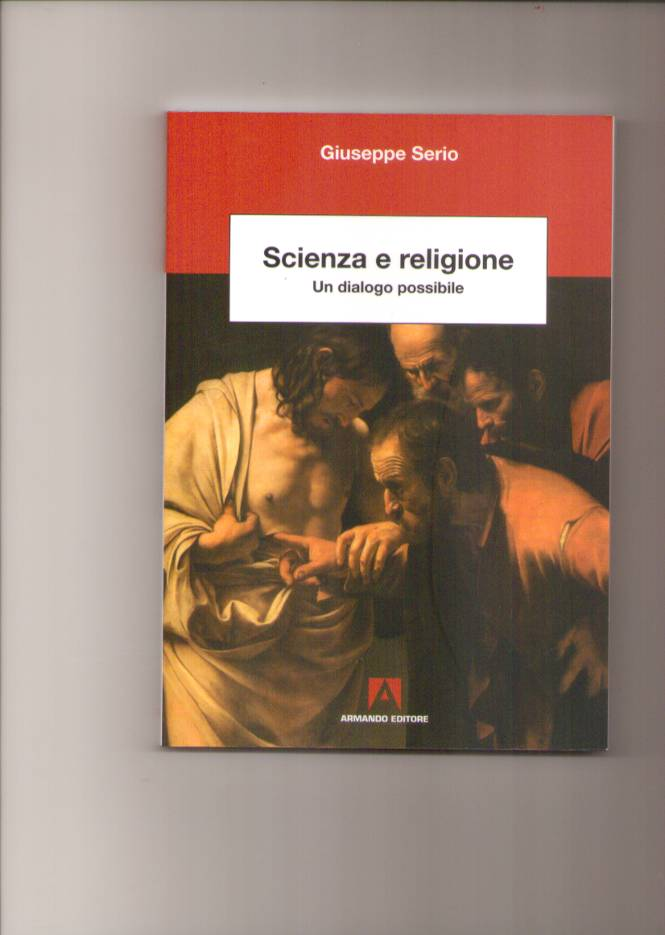 Giuseppe Serio
Scienza e religione
Un dialogo possibile
ARMANDO EDITORE